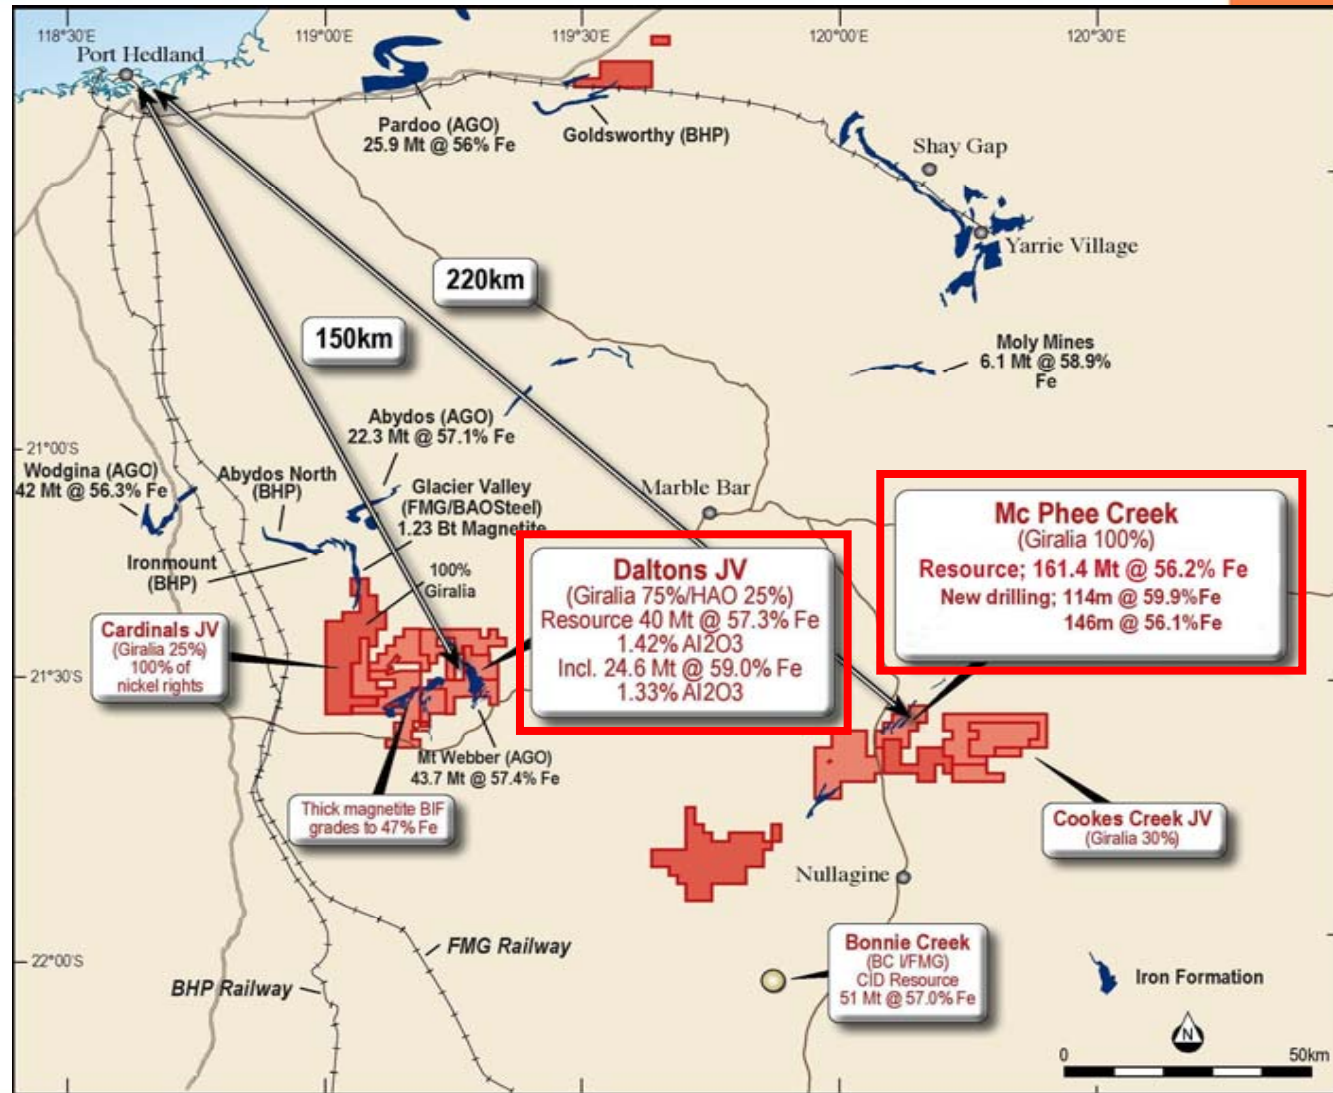 118°30'E
119°00'E
119°30'E
120°00'E
120°30'E
Port Hedland
Pardoo (AGO)
25.9 Mt @ 56% Fe
Goldsworthy (BHP)
Shay Gap
Yarrie Village
220km
150km
Moly Mines
6.1 Mt @ 58.9%
Fe
Abydos (AGO)
22.3 Mt @ 57.1% Fe
21°00'S
Wodgina (AGO)
42 Mt @ 56.3% Fe
Abydos North
(BHP)
Glacier Valley
(FMG/BAOSteel)
1.23 Bt Magnetite
Marble Bar
Ironmount
(BHP)
100%
Giralia
Mc Phee Creek
(Giralia 100%)
Resource; 161.4 Mt @ 56.2% Fe
New drilling; 114m @ 59.9%Fe
146m @ 56.1%Fe
Daltons JV
(Giralia 75%/HAO 25%)
Resource 40 Mt @ 57.3% Fe
1.42% Al2O3
Incl. 24.6 Mt @ 59.0% Fe
1.33% Al2O3
Cardinals JV
(Giralia 25%)
100% of
nickel rights
21°30'S
Mt Webber (AGO)
43.7 Mt @ 57.4% Fe
Thick magnetite BIF
grades to 47% Fe
Cookes Creek JV
(Giralia 30%)
Nullagine
Bonnie Creek
(BC I/FMG)
CID Resource
51 Mt @ 57.0% Fe
FMG Railway
BHP Railway
22°00'S
Iron Formation
N
0
50km